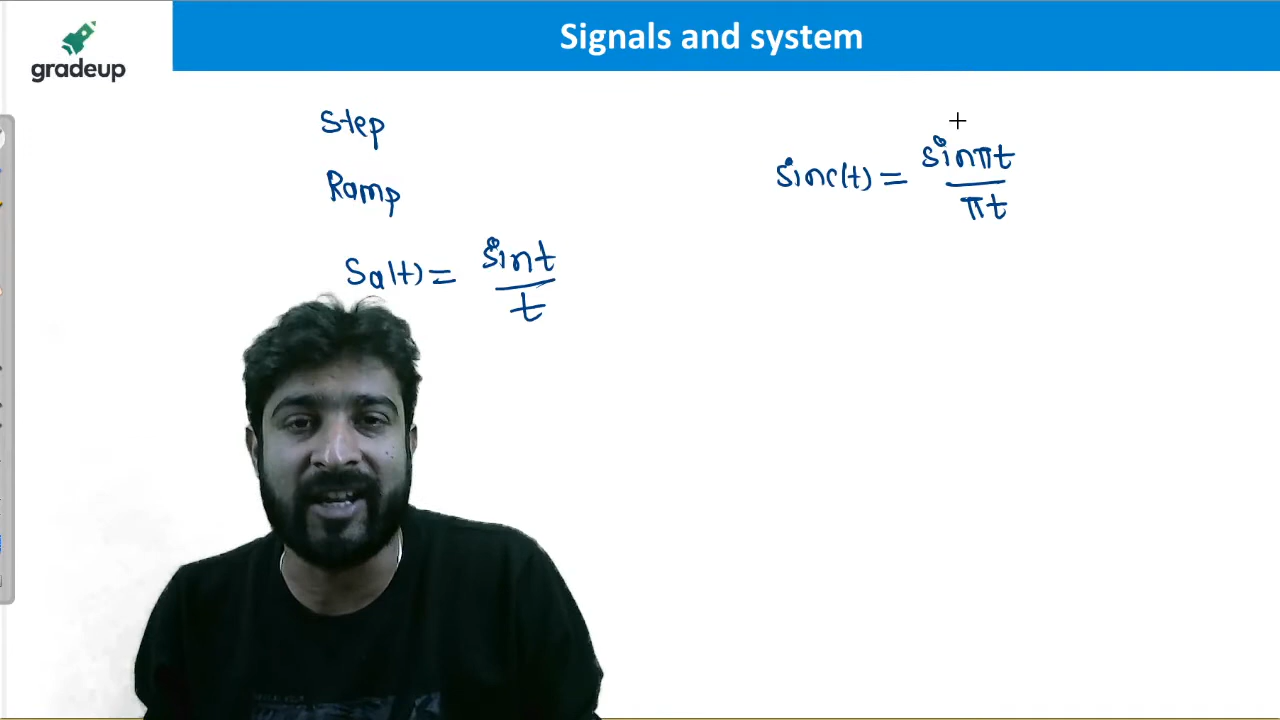 gradeup
Signals and system
Step
Ramp
Sa(t) = sint/t
sinc(t) = sinπt/πt